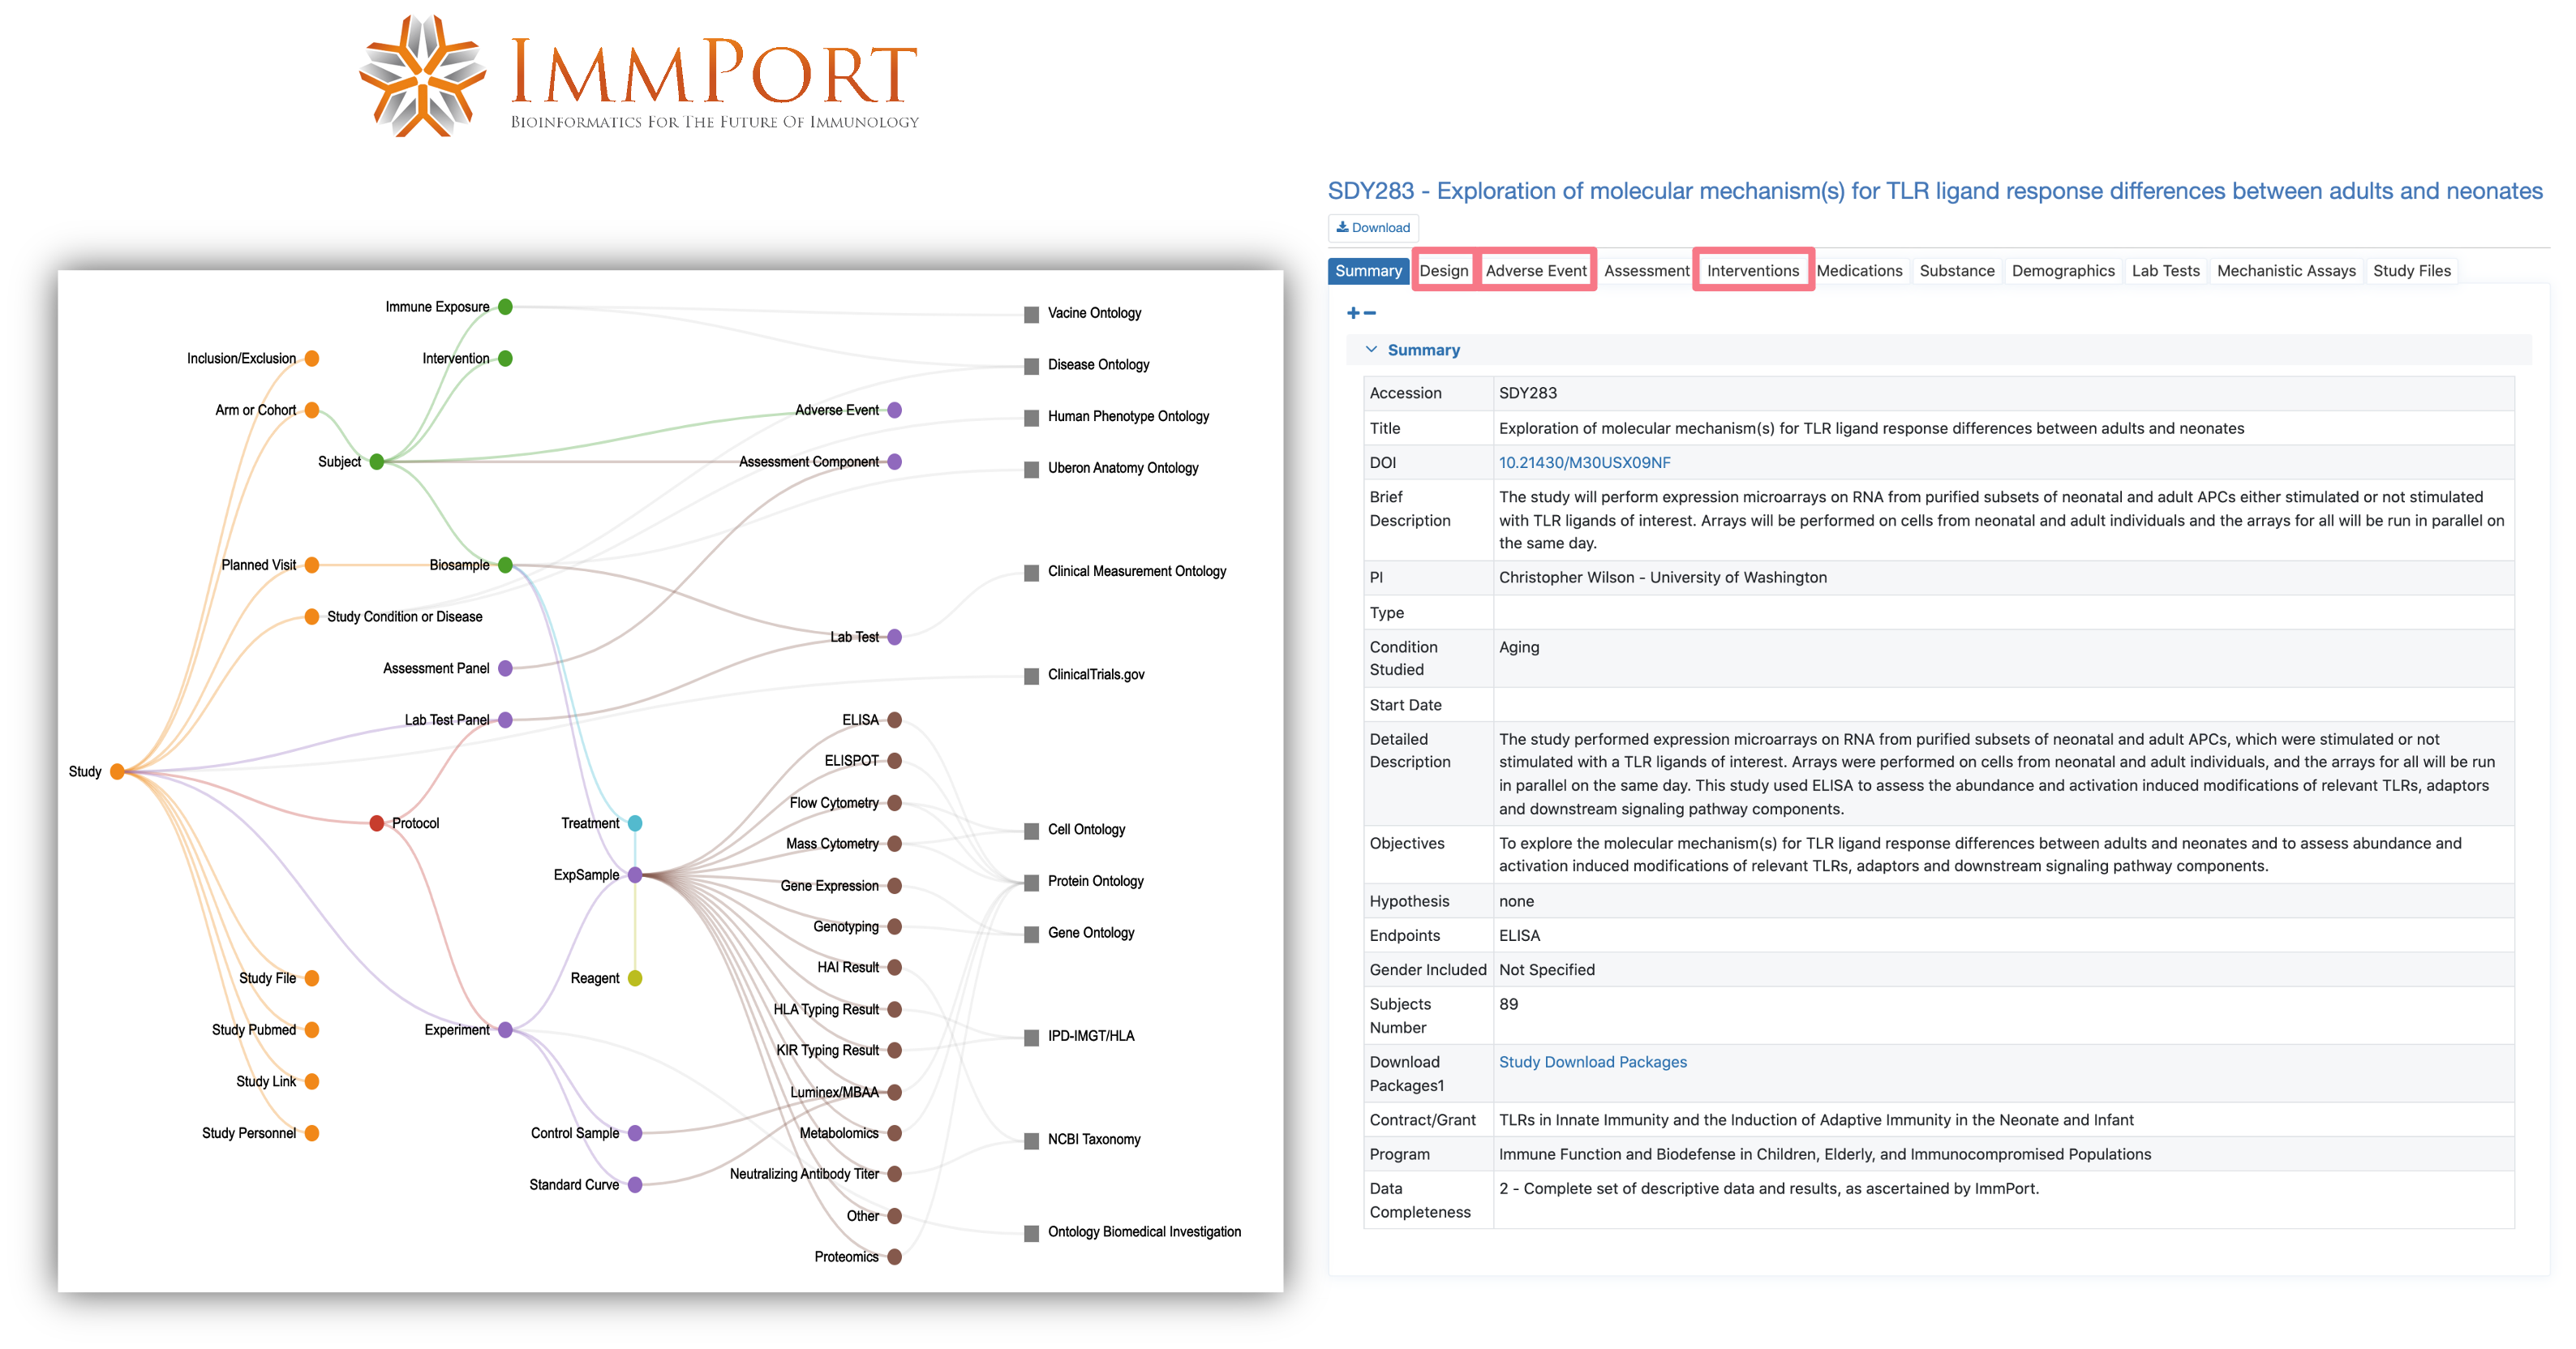 IMMPORT
BIOINFORMATICS FOR THE FUTURE OF IMMUNOLOGY
Immune Exposure
Vacine Ontology
Inclusion/Exclusion
Intervention
Disease Ontology
Arm or Cohort
Adverse Event
Human Phenotype Ontology
Subject
Assessment Component
Uberon Anatomy Ontology
Planned Visit
Biosample
Clinical Measurement Ontology
Study Condition or Disease
Lab Test
Assessment Panel
ClinicalTrials.gov
Lab Test Panel
ELISA
ELISPOT
Study
Flow Cytometry
Protocol
Treatment
Cell Ontology
Mass Cytometry
ExpSample
Protein Ontology
Gene Expression
Genotyping
Gene Ontology
HAI Result
Study File
Reagent
HLA Typing Result
Study Pubmed
Experiment
IPD-IMGT/HLA
KIR Typing Result
Study Link
Luminex/MBAA
Study Personnel
Control Sample
Metabolomics
NCBI Taxonomy
Neutralizing Antibody Titer
Standard Curve
Other
Ontology Biomedical Investigation
Proteomics
SDY283 - Exploration of molecular mechanism(s) for TLR ligand response differences between adults and neonates
Download
Summary Design Adverse Event Assessment Interventions Medications Substance Demographics Lab Tests Mechanistic Assays Study Files
Summary
Accession SDY283
Title Exploration of molecular mechanism(s) for TLR ligand response differences between adults and neonates
DOI 10.21430/M30USX09NF
Brief The study will perform expression microarrays on RNA from purified subsets of neonatal and adult APCs either stimulated or not stimulated
Description with TLR ligands of interest. Arrays will be performed on cells from neonatal and adult individuals and the arrays for all will be run in parallel on
the same day.
PI Christopher Wilson - University of Washington
Type
Condition Aging
Studied
Start Date
Detailed The study performed expression microarrays on RNA from purified subsets of neonatal and adult APCs, which were stimulated or not
Description stimulated with a TLR ligands of interest. Arrays were performed on cells from neonatal and adult individuals, and the arrays for all will be run
in parallel on the same day. This study used ELISA to assess the abundance and activation induced modifications of relevant TLRs, adaptors
and downstream signaling pathway components.
Objectives To explore the molecular mechanism(s) for TLR ligand response differences between adults and neonates and to assess abundance and
activation induced modifications of relevant TLRs, adaptors and downstream signaling pathway components.
Hypothesis none
Endpoints ELISA
Gender Included Not Specified
Subjects 89
Number
Download Study Download Packages
Packages1
Contract/Grant TLRs in Innate Immunity and the Induction of Adaptive Immunity in the Neonate and Infant
Program Immune Function and Biodefense in Children, Elderly, and Immunocompromised Populations
Data 2 - Complete set of descriptive data and results, as ascertained by ImmPort.
Completeness